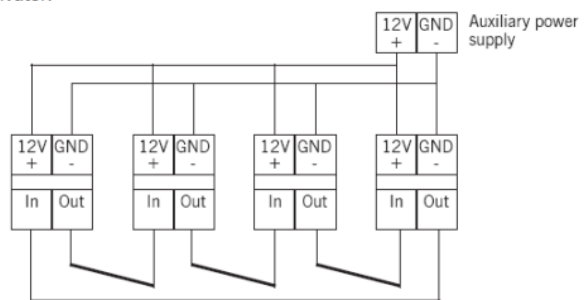 12V GND Auxiliary power
+ - supply
12V GND 12V GND 12V GND 12V GND
+ - + - + - + -
In Out In Out In Out In Out